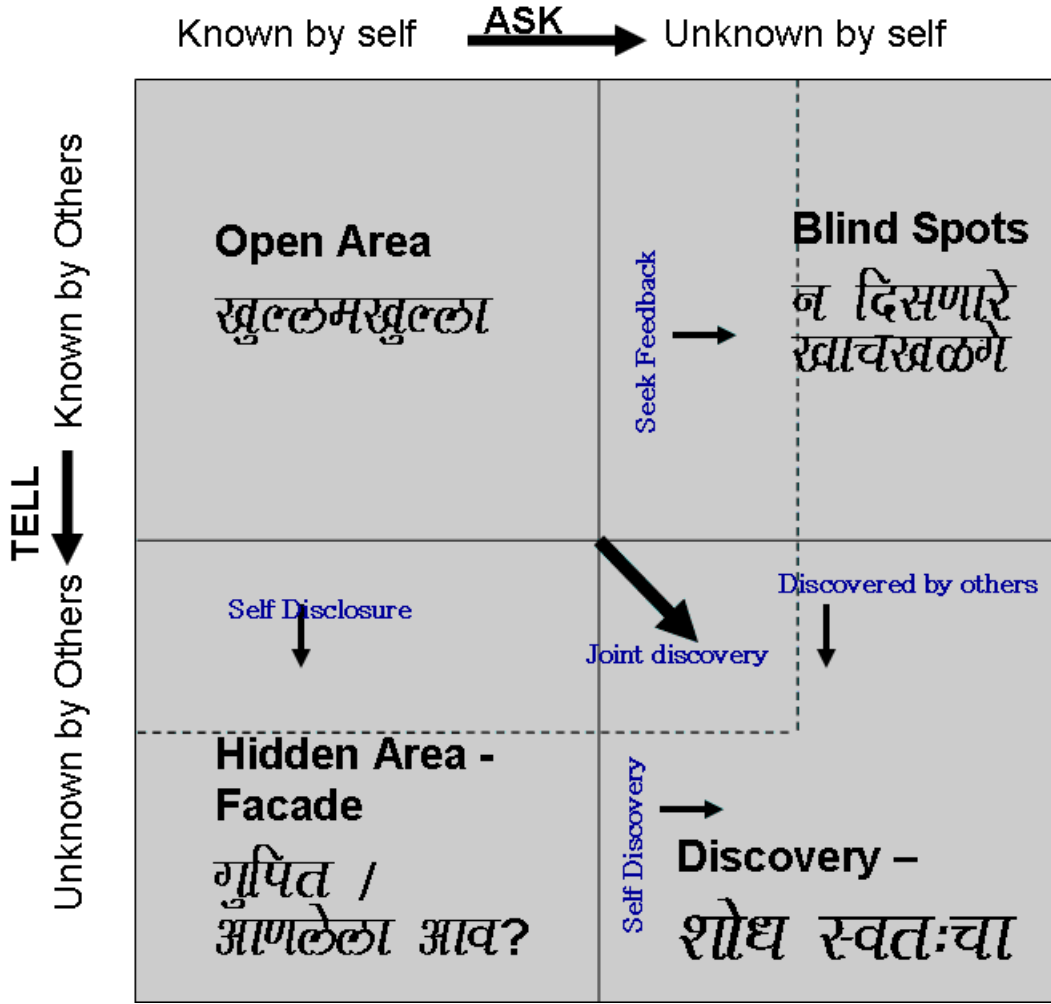 Known by self ASK Unknown by self
Known by Others
TELL
Unknown by Others
Open Area
खुल्लमखुल्ला
Seek Feedback
Blind Spots
न दिसणारे
खाचखळगे
Self Disclosure
Joint discovery
Discovered by others
Hidden Area -
Facade
गुपित /
आणलेला आव?
Self Discovery
Discovery –
शोध स्वतःचा